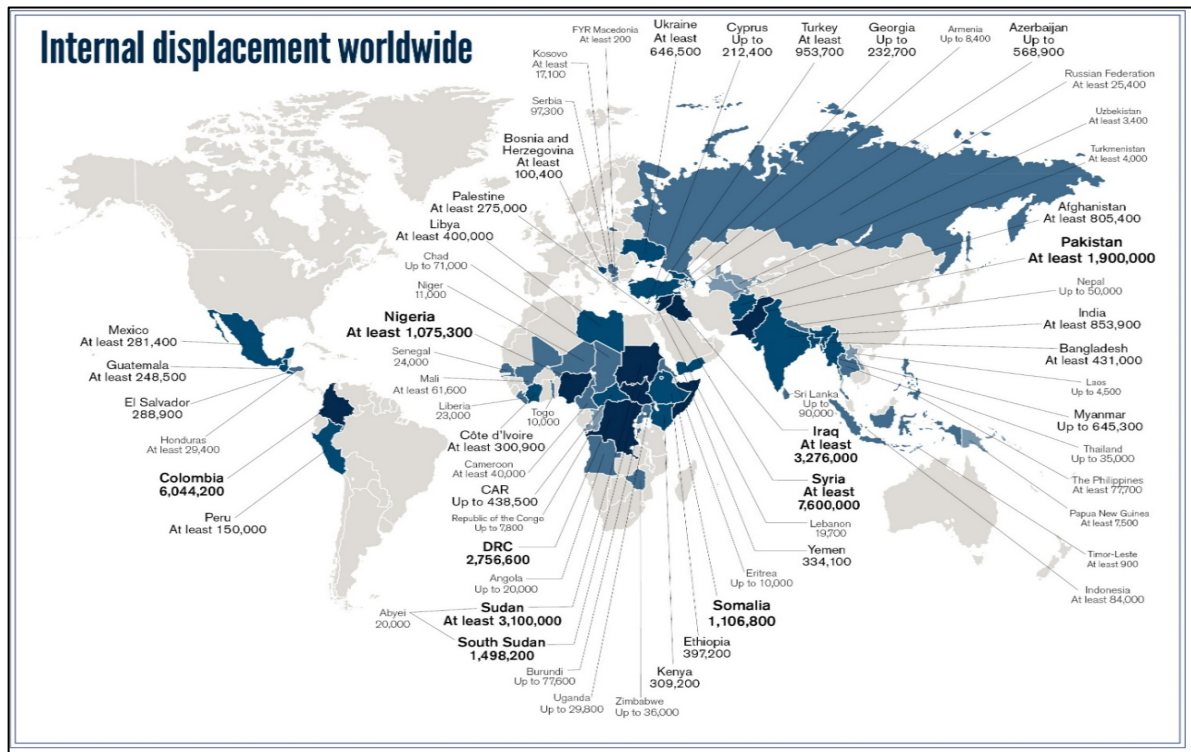 Internal displacement worldwide
FYR Macedonia
At least 200
Kosovo
At least
17,100
Serbia
97,300
Bosnia and
Herzegovina
At least
100,400
Ukraine
At least
646,500
Cyprus
Up to
212,400
Turkey
At least
953,700
Georgia
Up to
232,700
Armenia
Up to 8,400
Azerbaijan
Up to
568,900
Russian Federation
At least 25,400
Uzbekistan
At least 3,400
Turkmenistan
At least 4,000
Afghanistan
At least 805,400
Pakistan
At least 1,900,000
Nepal
Up to 50,000
India
At least 853,900
Bangladesh
At least 431,000
Laos
Up to 4,500
Myanmar
Up to 645,300
Thailand
Up to 35,000
The Philippines
At least 77,700
Papua New Guinea
At least 7,500
Timor-Leste
At least 900
Indonesia
At least 84,000
Sri Lanka
Up to
90,000
Palestine
At least 275,000
Libya
At least 400,000
Chad
Up to 71,000
Niger
11,000
Nigeria
At least 1,075,300
Senegal
24,000
Mali
At least 61,600
Liberia
23,000
Togo
10,000
Côte d'Ivoire
At least 300,900
Cameroon
At least 40,000
CAR
Up to 438,500
Republic of the Congo
Up to 7,800
DRC
2,756,600
Angola
Up to 20,000
Abyei
20,000
Sudan
At least 3,100,000
South Sudan
1,498,200
Burundi
Up to 77,600
Uganda
Up to 29,800
Zimbabwe
Up to 36,000
Kenya
309,200
Ethiopia
397,200
Somalia
1,106,800
Eritrea
Up to 10,000
Yemen
334,100
Lebanon
19,700
Syria
At least
7,600,000
Iraq
At least
3,276,000
Mexico
At least 281,400
Guatemala
At least 248,500
El Salvador
288,900
Honduras
At least 29,400
Colombia
6,044,200
Peru
At least 150,000